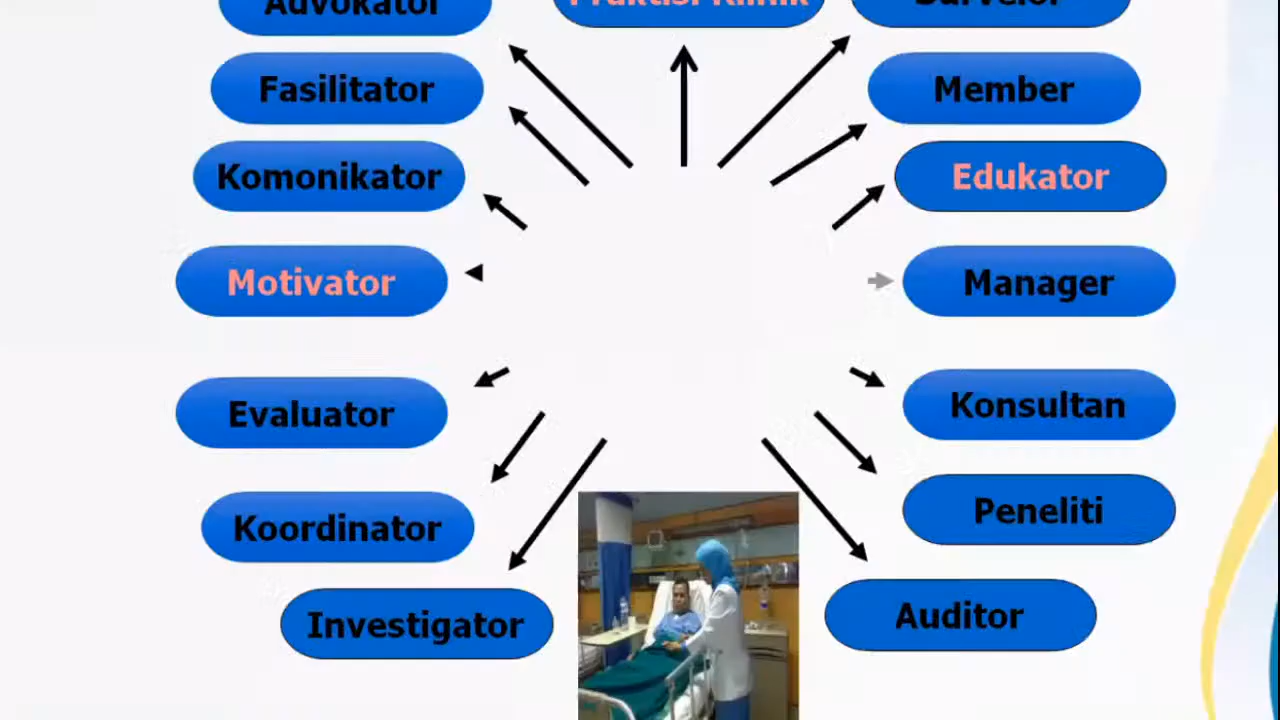 Advokator
Praktisi Klinik
Surveior
Fasilitator
Member
Komonikator
Edukator
Motivator
Manager
Evaluator
Konsultan
Koordinator
Peneliti
Investigator
Auditor